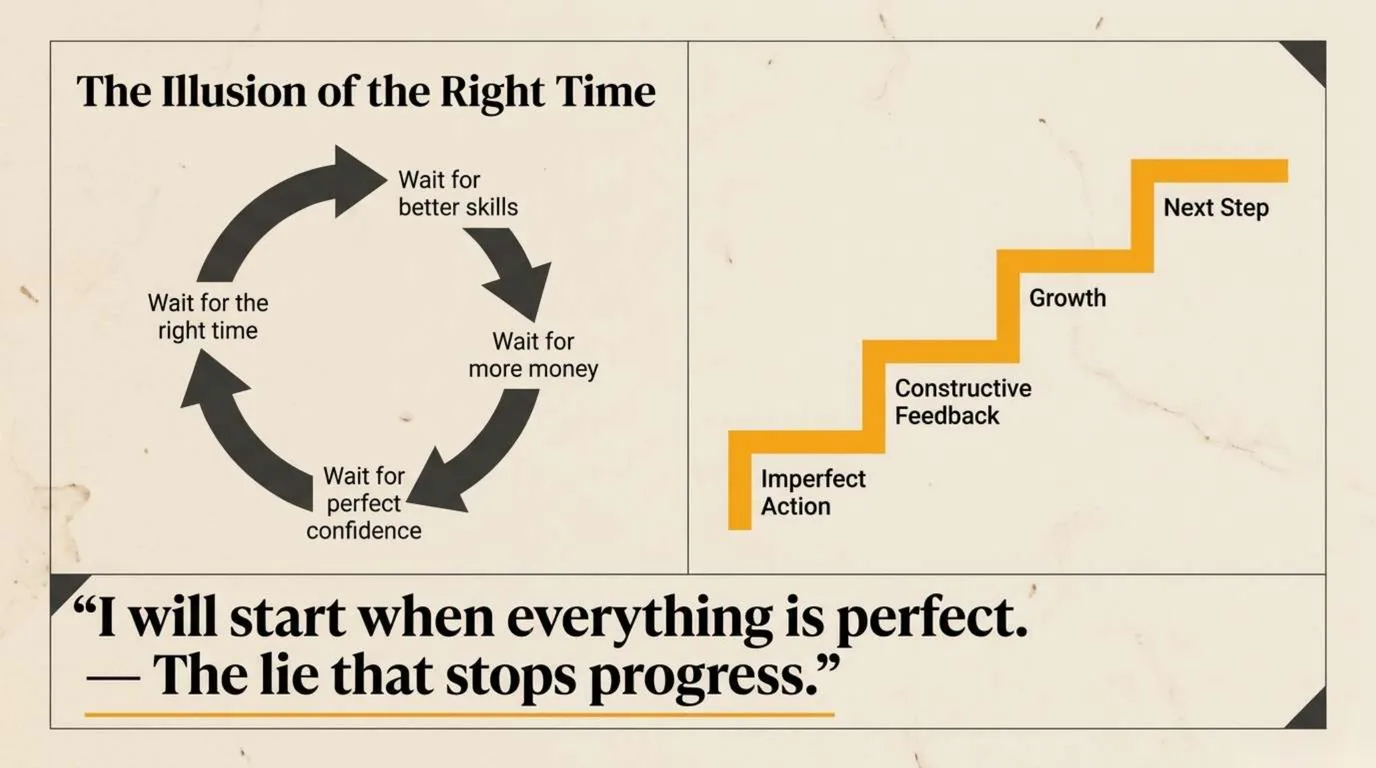 The Illusion of the Right Time
Wait for
better skills
Wait for
more money
Wait for
perfect
confidence
Wait for the
right time
Next Step
Growth
Constructive
Feedback
Imperfect
Action
“I will start when everything is perfect.
— The lie that stops progress.”